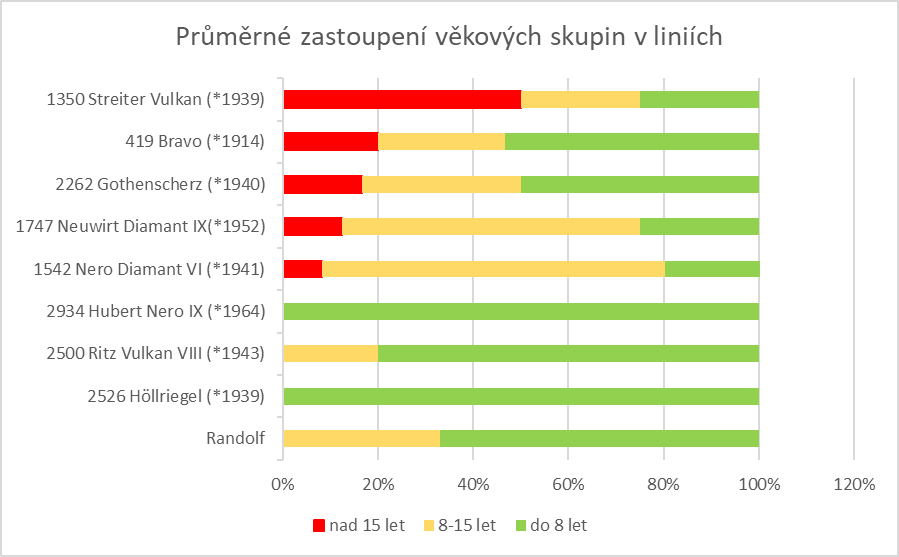 Průměrné zastoupení věkových skupin v liniích
1350 Streiter Vulkan (*1939)
419 Bravo (*1914)
2262 Gothenscherz (*1940)
1747 Neuwirt Diamant IX(*1952)
1542 Nero Diamant VI (*1941)
2934 Hubert Nero IX (*1964)
2500 Ritz Vulkan VIII (*1943)
2526 Höllriegel (*1939)
Randolf
0% 20% 40% 60% 80% 100% 120%
nad 15 let 8-15 let do 8 let